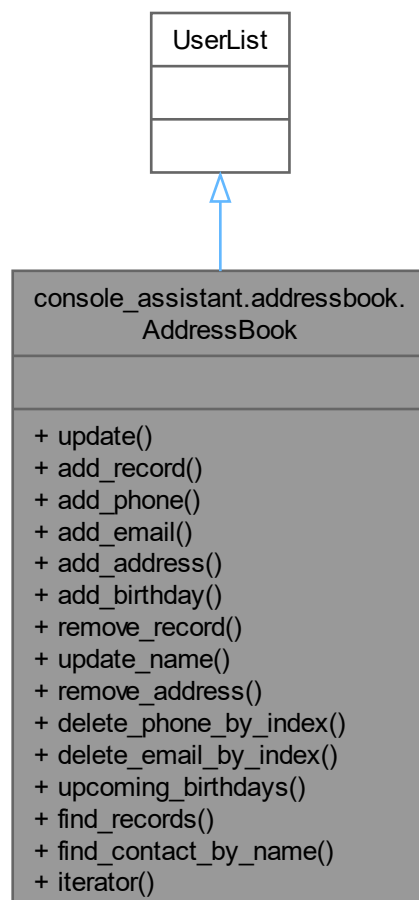 UserList
console_assistant.addressbook.
AddressBook
+ update()
+ add_record()
+ add_phone()
+ add_email()
+ add_address()
+ add_birthday()
+ remove_record()
+ update_name()
+ remove_address()
+ delete_phone_by_index()
+ delete_email_by_index()
+ upcoming_birthdays()
+ find_records()
+ find_contact_by_name()
+ iterator()